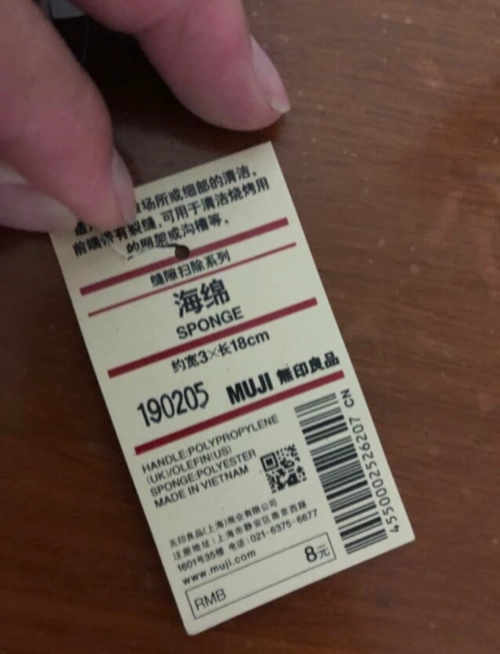 场所或细部的清洁。
前端带有裂缝,可用于清洁烧烤用
的网架或沟槽等。
缝隙扫除系列
海绵
SPONGE
约宽3×长18cm
190205 MUJI 無印良品
HANDLE:POLYPROPYLENE
(UK)/OLEFIN(US)
SPONGE:POLYESTER
MADE IN VIETNAM
4550002526207 CN
无印良品(上海)商业有限公司
注册地址:上海市静安区南京西路
1601号35楼 电话:021-6375-6677
www.muji.com
RMB 8元